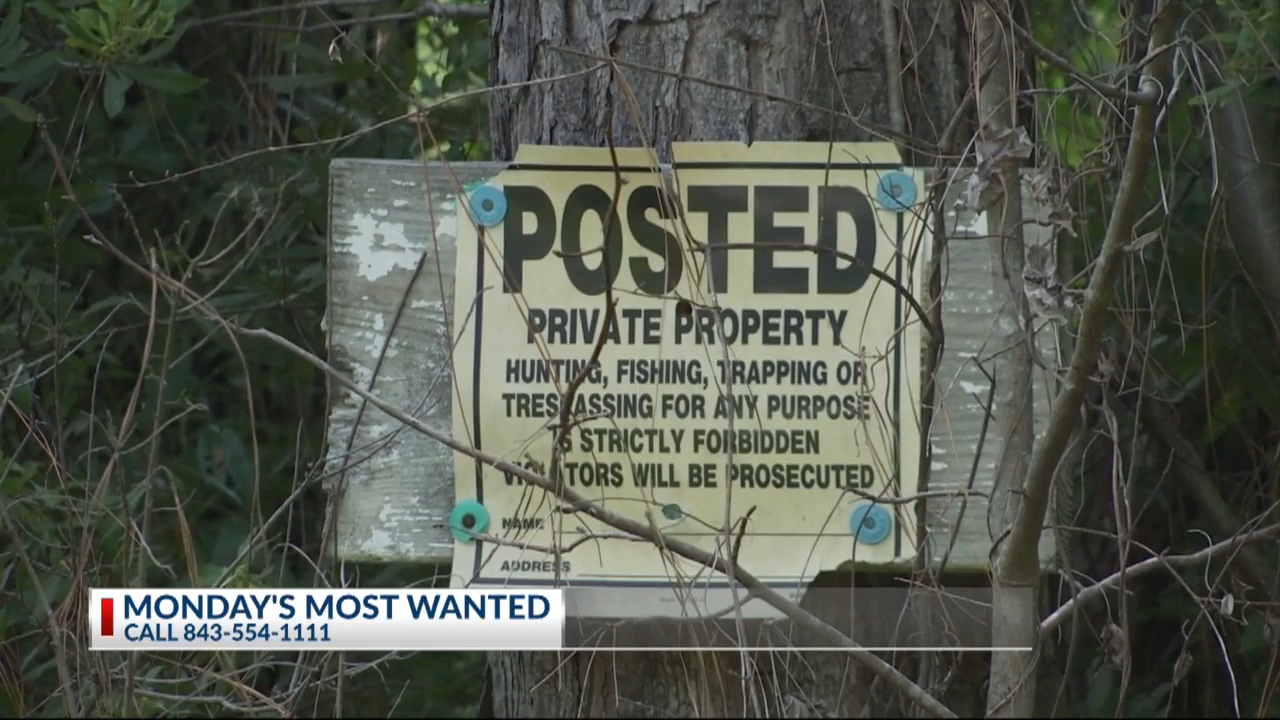 POSTED
PRIVATE PROPERTY
HUNTING, FISHING, TRAPPING OR
TRESPASSING FOR ANY PURPOSE
IS STRICTLY FORBIDDEN
VIOLATORS WILL BE PROSECUTED
NAME
ADDRESS
MONDAY'S MOST WANTED
CALL 843-554-1111